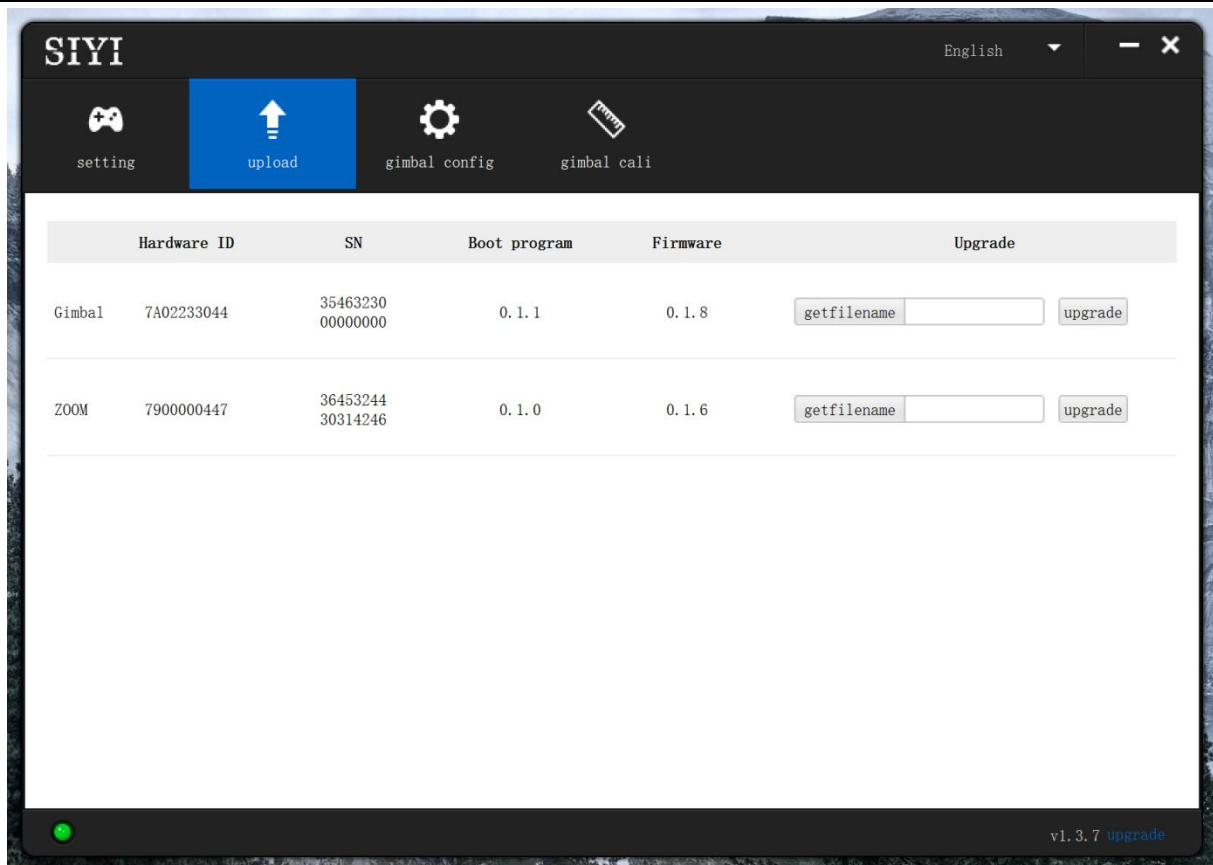 SIYI
English
setting upload gimbal config gimbal cali
Hardware ID SN Boot program Firmware Upgrade
Gimbal 7A02233044 35463230 0.1.1 0.1.8 getfilename upgrade
00000000
ZOOM 7900000447 36453244 0.1.0 0.1.6 getfilename upgrade
30314246
v1.3.7 upgrade